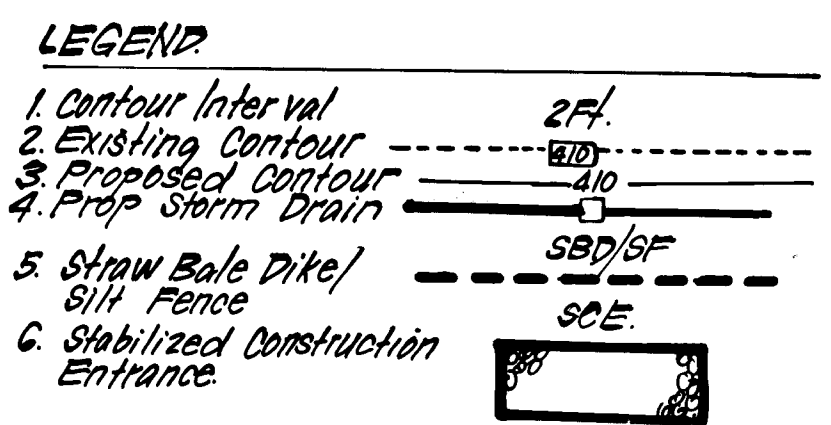 LEGEND.
1. Contour Interval 2Ft.
2. Existing Contour 410
3. Proposed Contour 410
4. Prop Storm Drain
SBD/SF
5. Straw Bale Dike/
Silt Fence
SCE.
6. Stabilized Construction
Entrance.